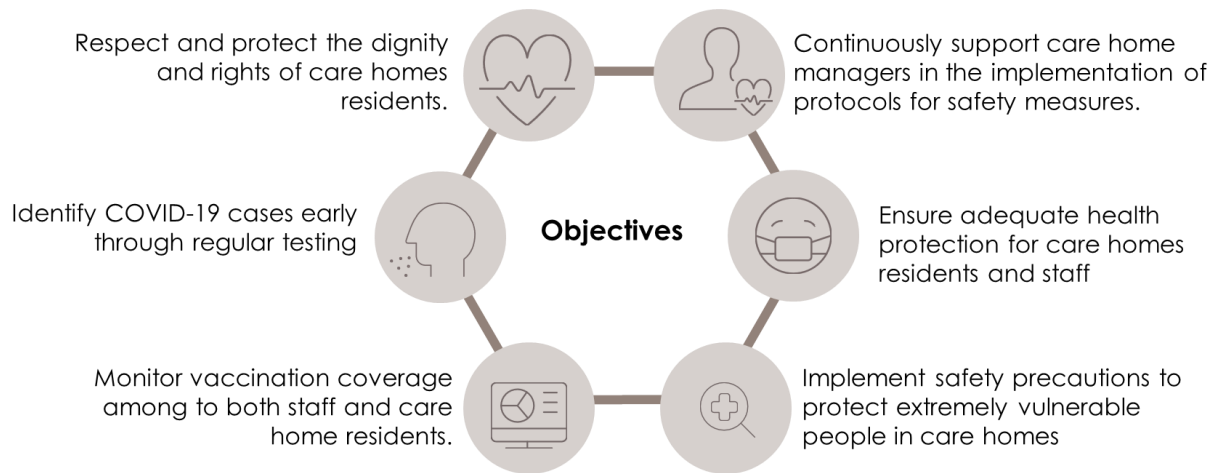 Respect and protect the dignity
and rights of care homes
residents.
Continuously support care home
managers in the implementation of
protocols for safety measures.
Identify COVID-19 cases early
through regular testing
Objectives
Ensure adequate health
protection for care homes
residents and staff
Monitor vaccination coverage
among to both staff and care
home residents.
Implement safety precautions to
protect extremely vulnerable
people in care homes